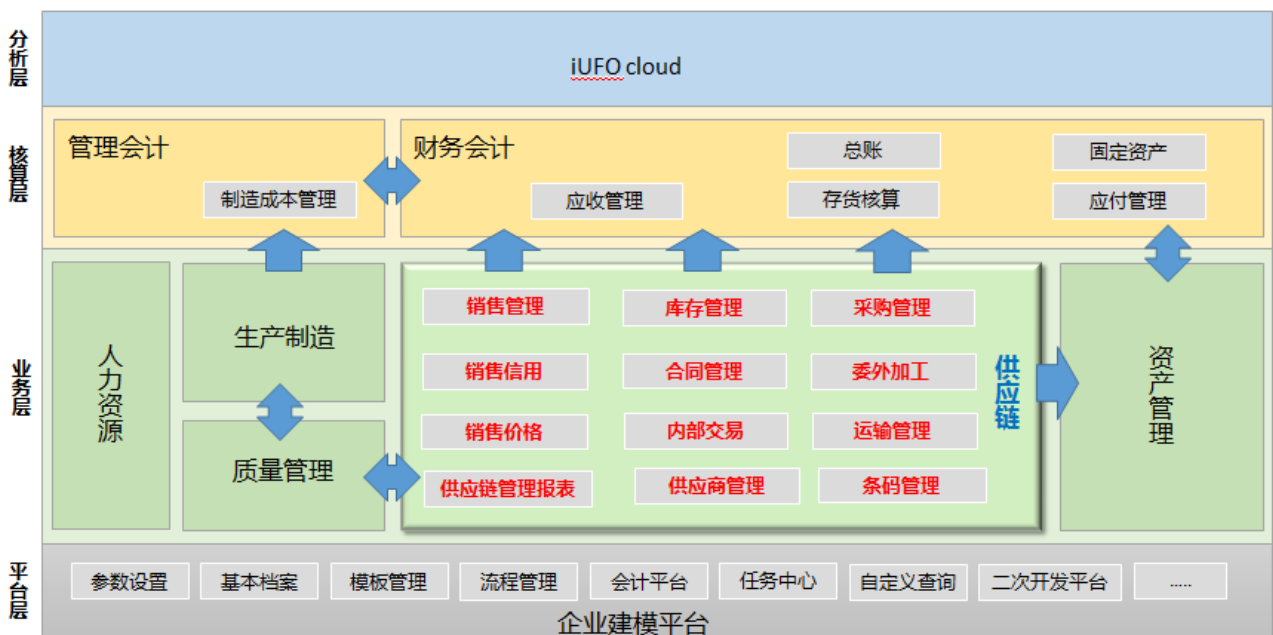 分析层
iUFO cloud
核算层
管理会计
制造成本管理
财务会计
总账
固定资产
应收管理
存货核算
应付管理
业务层
人力资源
生产制造
质量管理
销售管理
库存管理
采购管理
销售信用
合同管理
委外加工
销售价格
内部交易
运输管理
供应链管理报表
供应商管理
条码管理
供应链
资产管理
平台层
参数设置
基本档案
模板管理
流程管理
会计平台
任务中心
自定义查询
二次开发平台
.....
企业建模平台